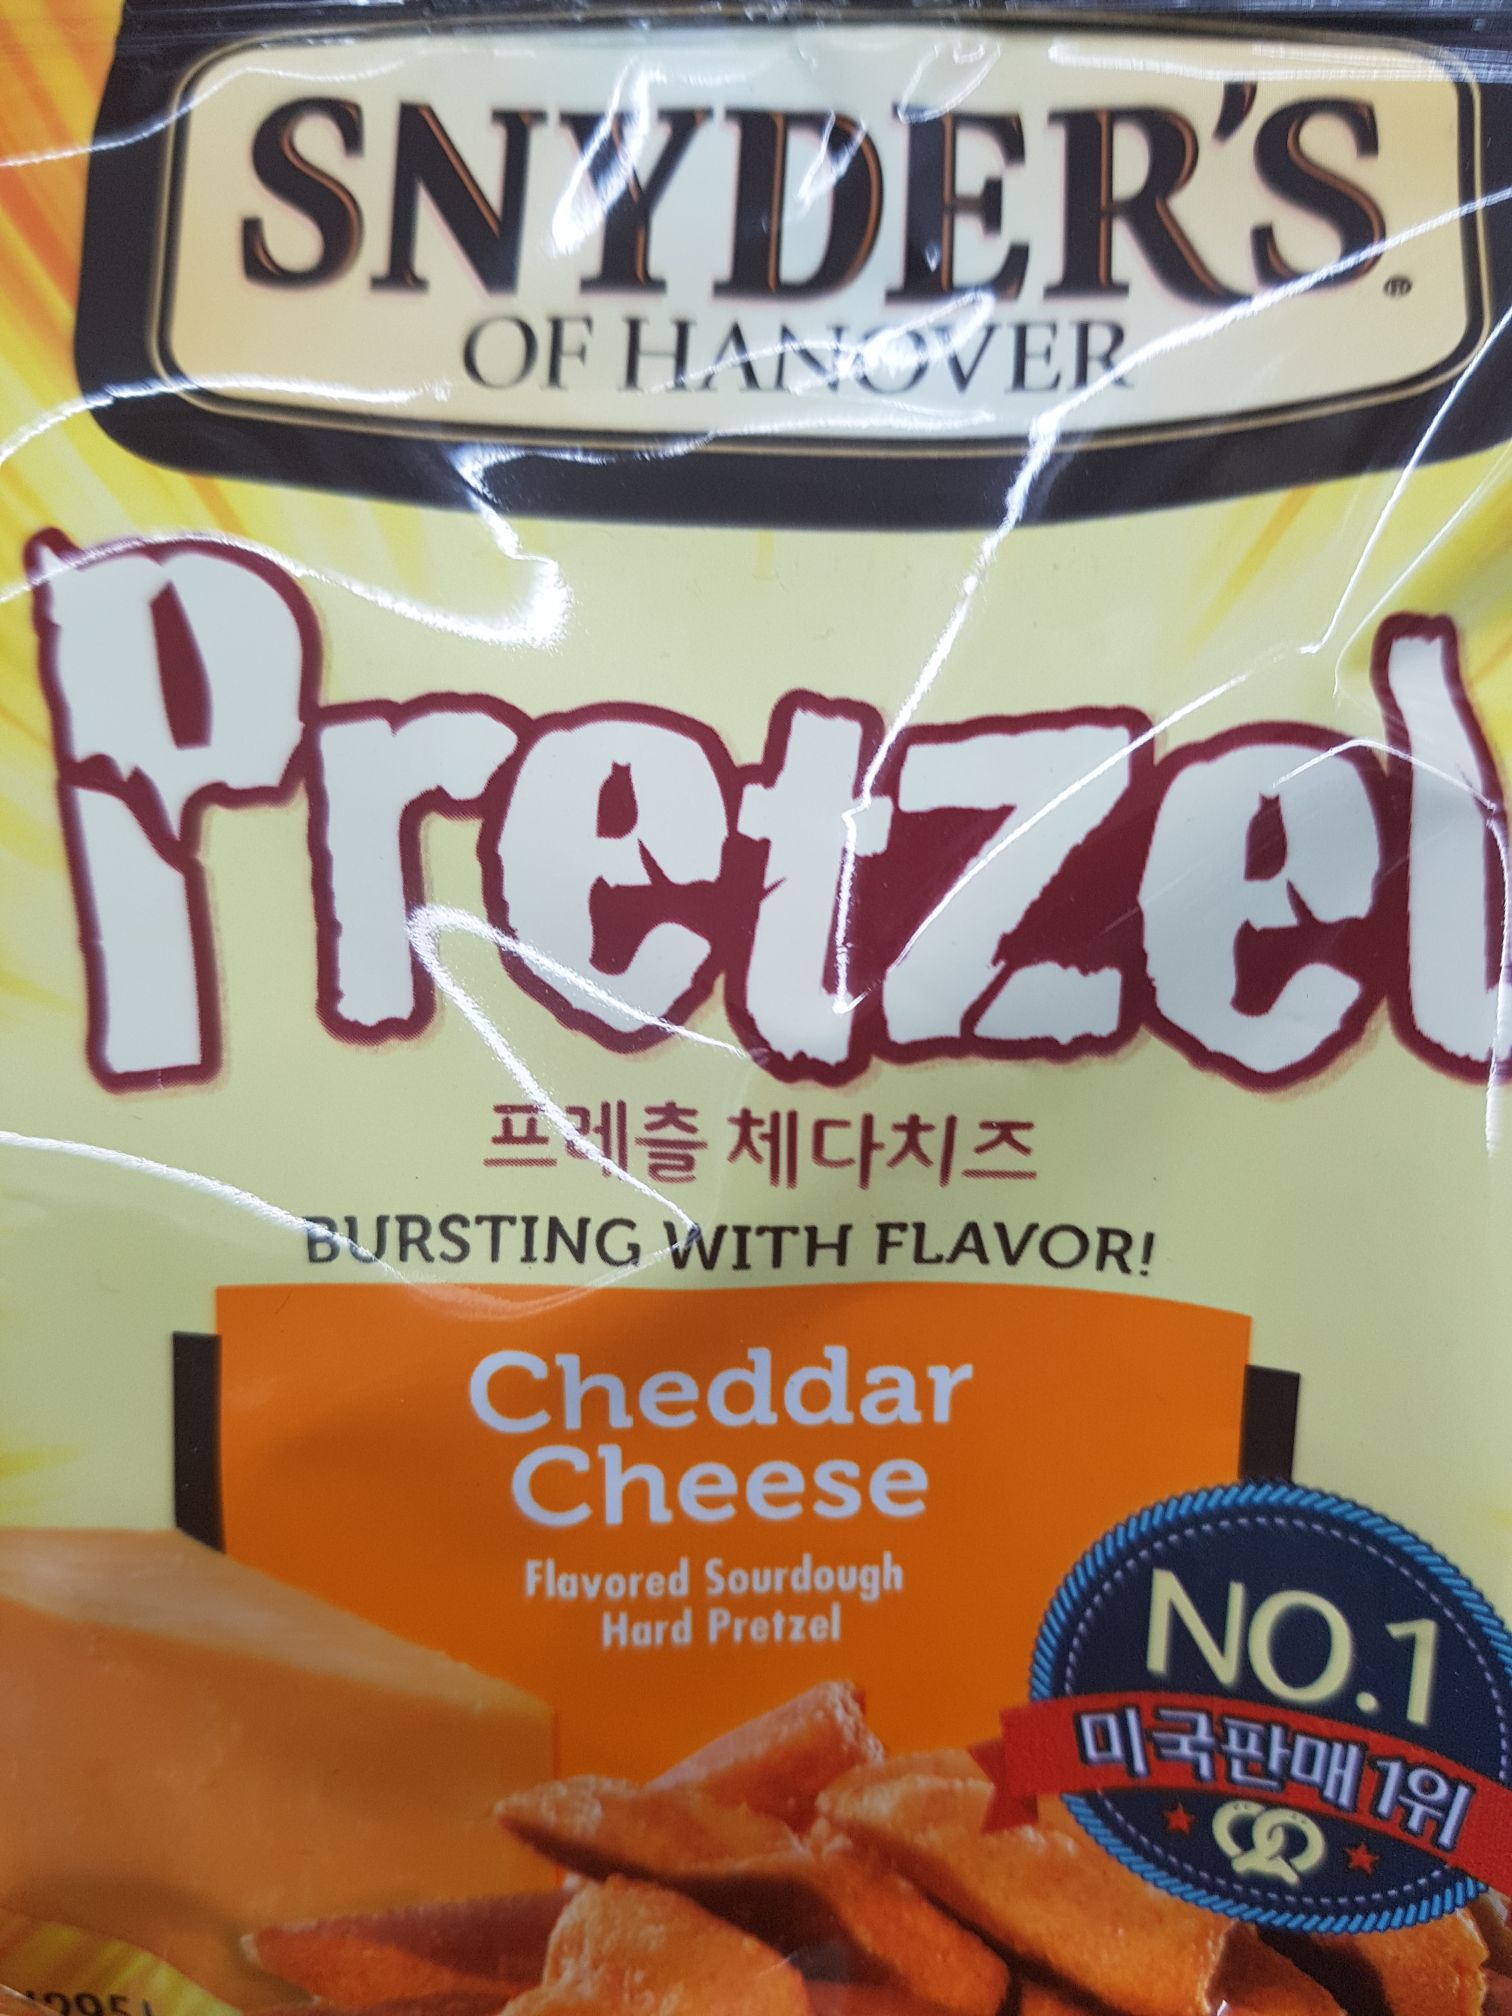 SNYDER'S®
OF HANOVER
Pretzel
프레츨 체다치즈
BURSTING WITH FLAVOR!
Cheddar
Cheese
Flavored Sourdough
Hard Pretzel
NO.1
미국판매 1위